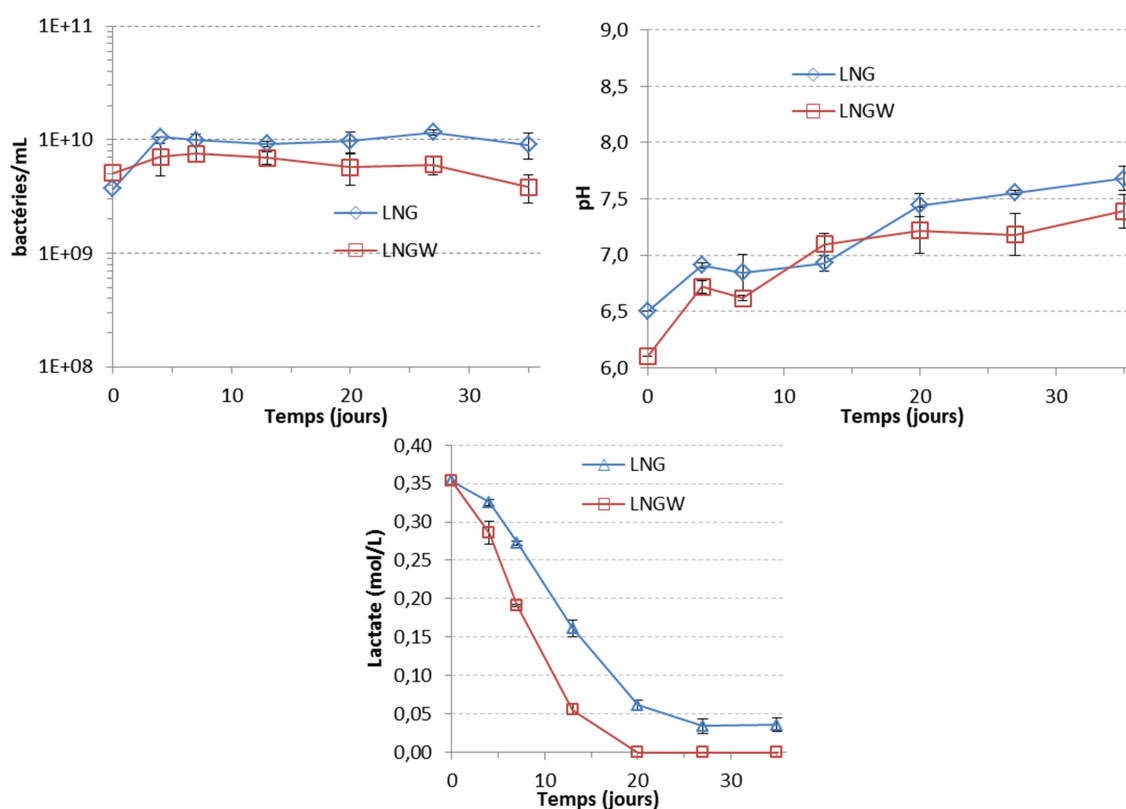 1E+11
1E+10
1E+09
1E+08
bactéries/mL
LNG
LNGW
0
10
20
30
Temps (jours)
9,0
8,5
8,0
7,5
7,0
6,5
6,0
pH
LNG
LNGW
0
10
20
30
Temps (jours)
0,40
0,35
0,30
0,25
0,20
0,15
0,10
0,05
0,00
Lactate (mol/L)
LNG
LNGW
0
10
20
30
Temps (jours)